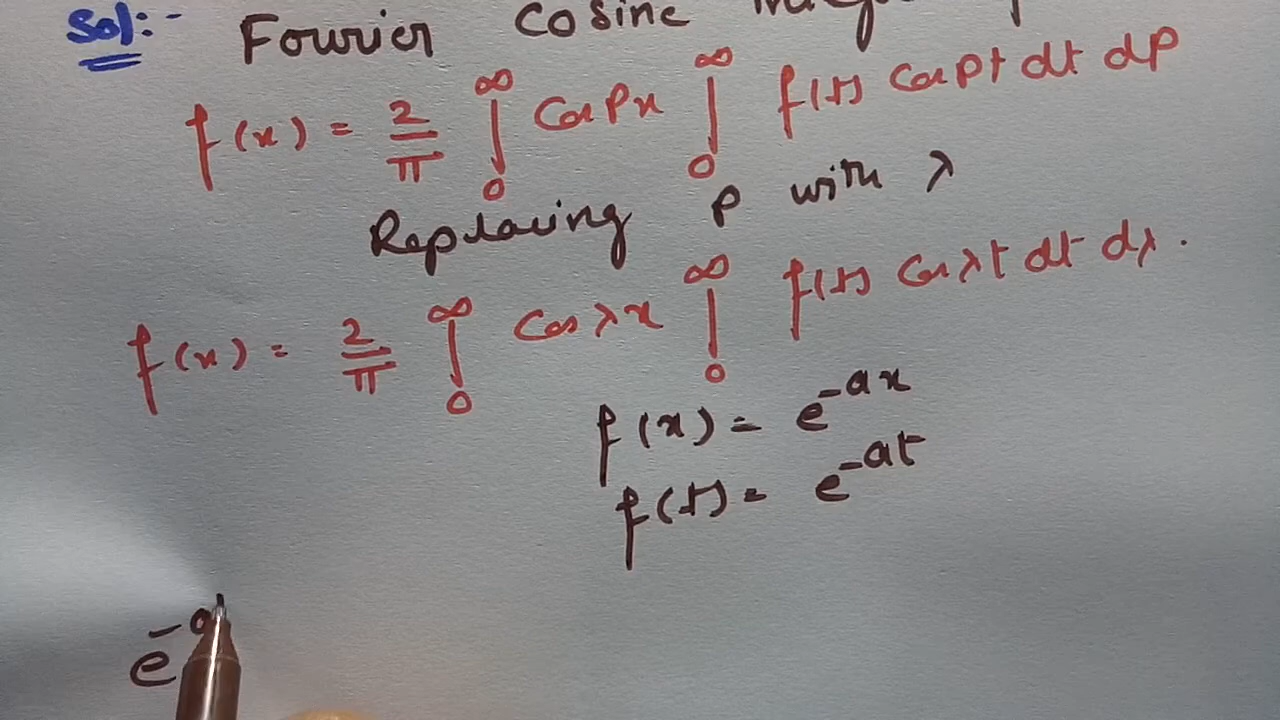 Sol:- Fourier Cosine
f(x) = 2/π ∫₀^∞ Cos Px ∫₀^∞ f(t) Cos Pt dt dP
Replacing P with λ
f(x) = 2/π ∫₀^∞ Cos λx ∫₀^∞ f(t) Cos λt dt dλ.
f(x) = e^-ax
f(t) = e^-at
e^-a